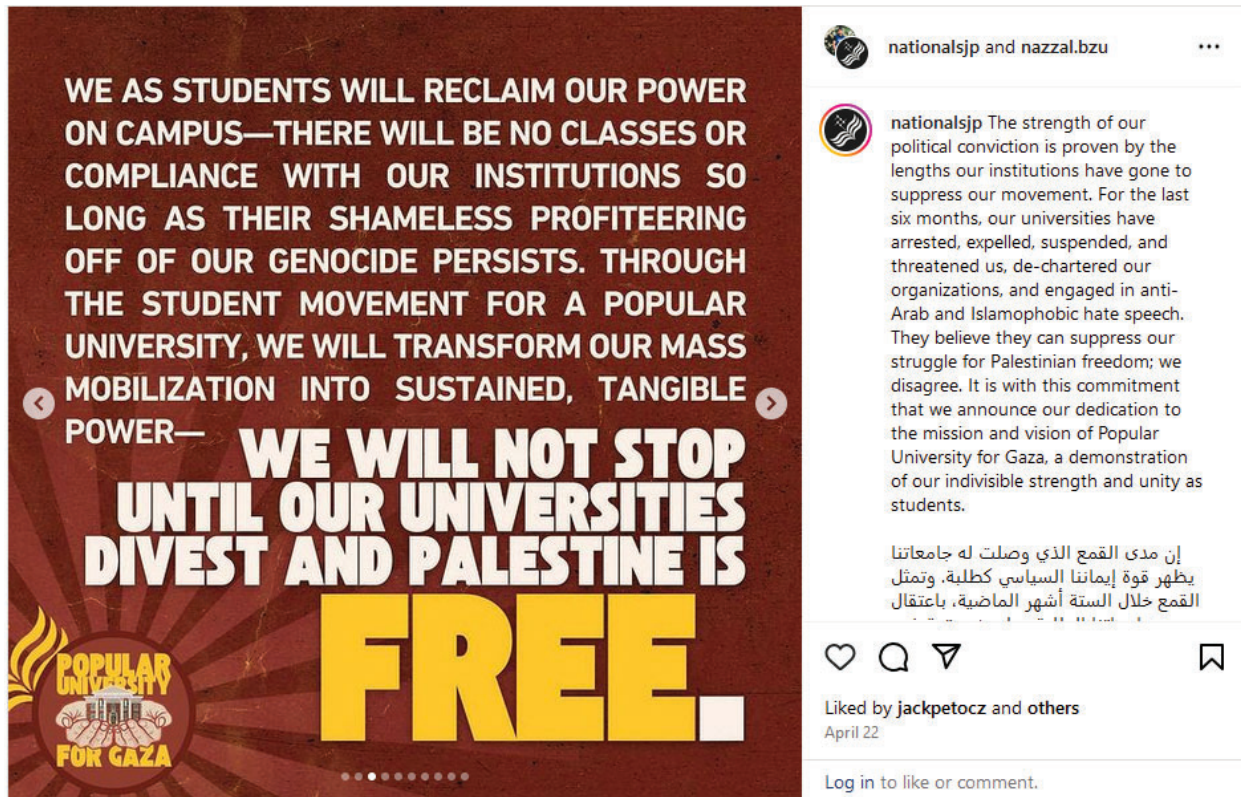 WE AS STUDENTS WILL RECLAIM OUR POWER
ON CAMPUS—THERE WILL BE NO CLASSES OR
COMPLIANCE WITH OUR INSTITUTIONS SO
LONG AS THEIR SHAMELESS PROFITEERING
OFF OF OUR GENOCIDE PERSISTS. THROUGH
THE STUDENT MOVEMENT FOR A POPULAR
UNIVERSITY, WE WILL TRANSFORM OUR MASS
MOBILIZATION INTO SUSTAINED, TANGIBLE
POWER—
WE WILL NOT STOP
UNTIL OUR UNIVERSITIES
DIVEST AND PALESTINE IS
FREE.
POPULAR
UNIVERSITY
FOR GAZA
nationalsjp and nazzal.bzu
nationalsjp The strength of our
political conviction is proven by the
lengths our institutions have gone to
suppress our movement. For the last
six months, our universities have
arrested, expelled, suspended, and
threatened us, de-chartered our
organizations, and engaged in anti-
Arab and Islamophobic hate speech.
They believe they can suppress our
struggle for Palestinian freedom; we
disagree. It is with this commitment
that we announce our dedication to
the mission and vision of Popular
University for Gaza, a demonstration
of our indivisible strength and unity as
students.
إن مدى القمع الذي وصلت له جامعاتنا
يظهر قوة إيماننا السياسي كطلبة. وتمثل
القمع خلال الستة أشهر الماضية، باعتقال
Liked by jackpetocz and others
April 22
Log in to like or comment.